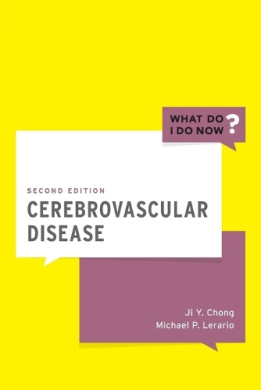 WHAT DO
I DO NOW?
SECOND EDITION
CEREBROVASCULAR
DISEASE
Ji Y. Chong
Michael P. Lerario